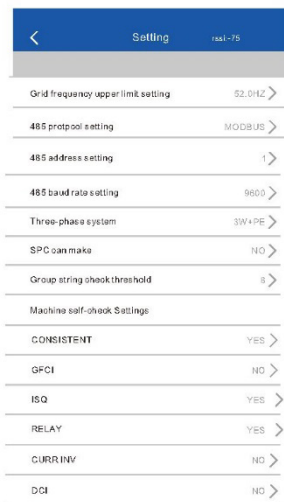 Setting rssi-75
Grid frequency upper limit setting 52.0HZ
485 protpool setting MODBUS
485 address setting 1
485 baud rate setting 9600
Three-phase system 3W+PE
SPC can make NO
Group string check threshold 6
Machine self-check Settings
CONSISTENT YES
GFCI NO
ISQ YES
RELAY YES
CURR INV NO
DCI NO